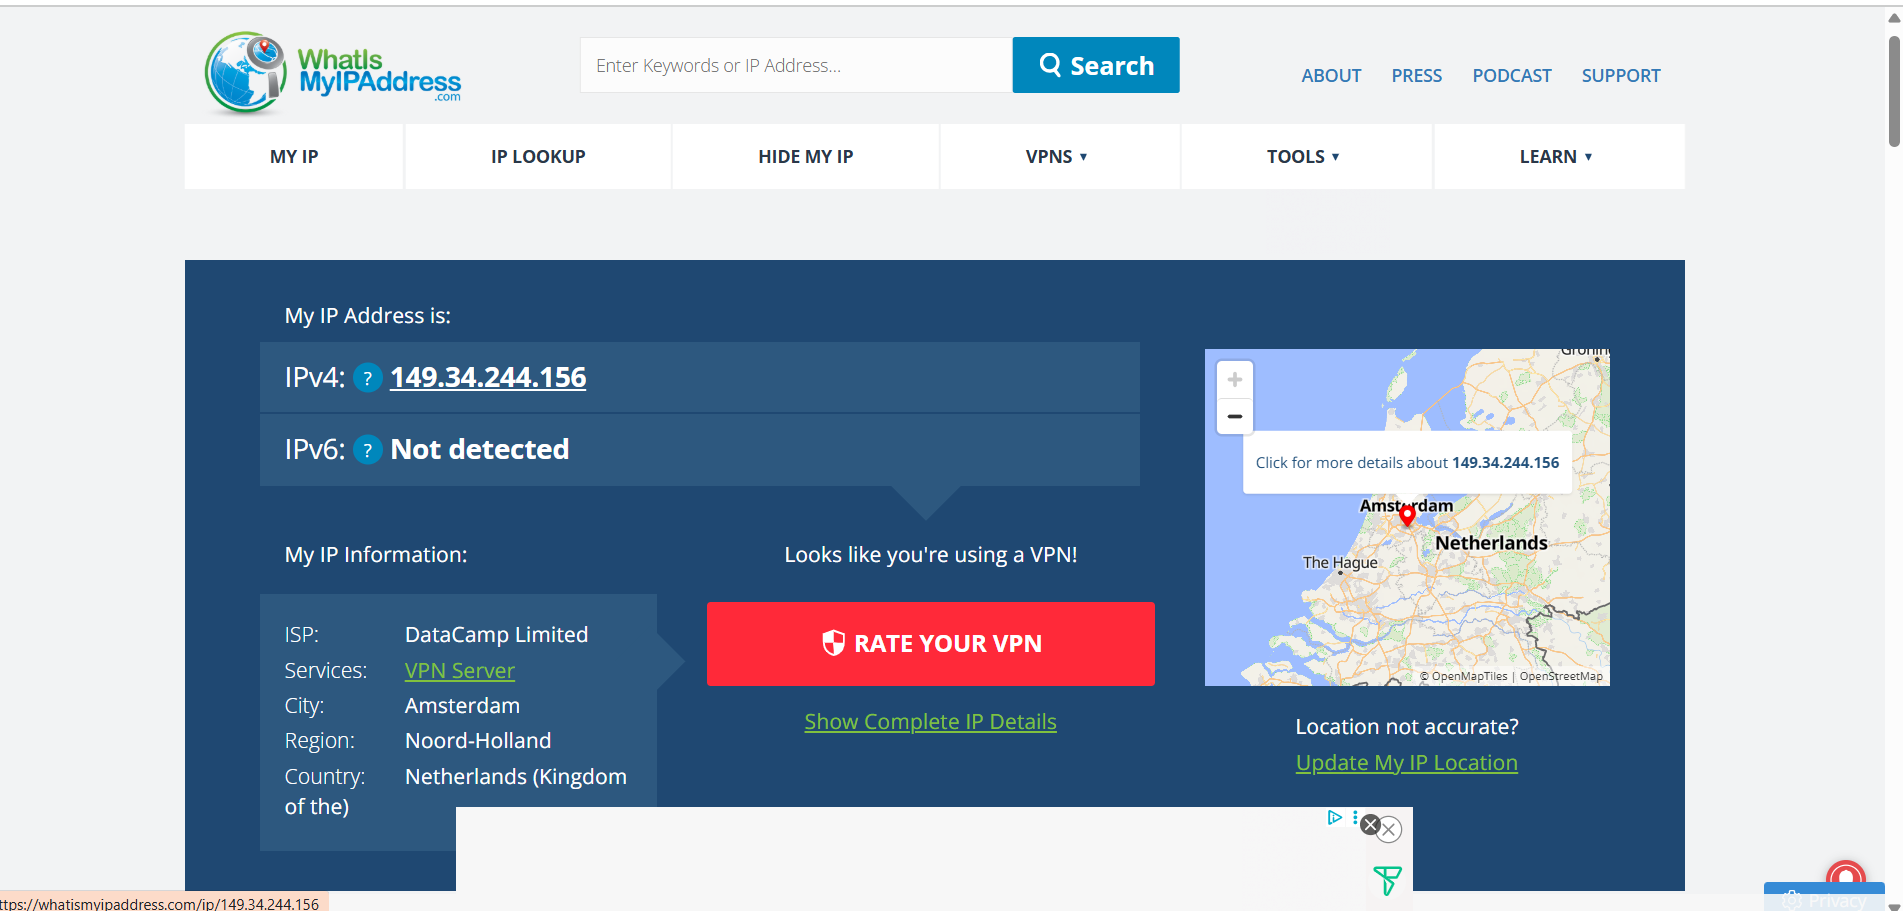 WhatIs
MyIPAddress
.com
Enter Keywords or IP Address...
Search
ABOUT PRESS PODCAST SUPPORT
MY IP IP LOOKUP HIDE MY IP VPNS ▼ TOOLS ▼ LEARN ▼
My IP Address is:
IPv4: ? 149.34.244.156
IPv6: ? Not detected
My IP Information:
ISP: DataCamp Limited
Services: VPN Server
City: Amsterdam
Region: Noord-Holland
Country: Netherlands (Kingdom
of the)
Looks like you're using a VPN!
RATE YOUR VPN
Show Complete IP Details
+
−
Click for more details about 149.34.244.156
Amsterdam
Netherlands
The Hague
© OpenMapTiles | OpenStreetMap
Location not accurate?
Update My IP Location
Privacy
ttps://whatismyipaddress.com/ip/149.34.244.156